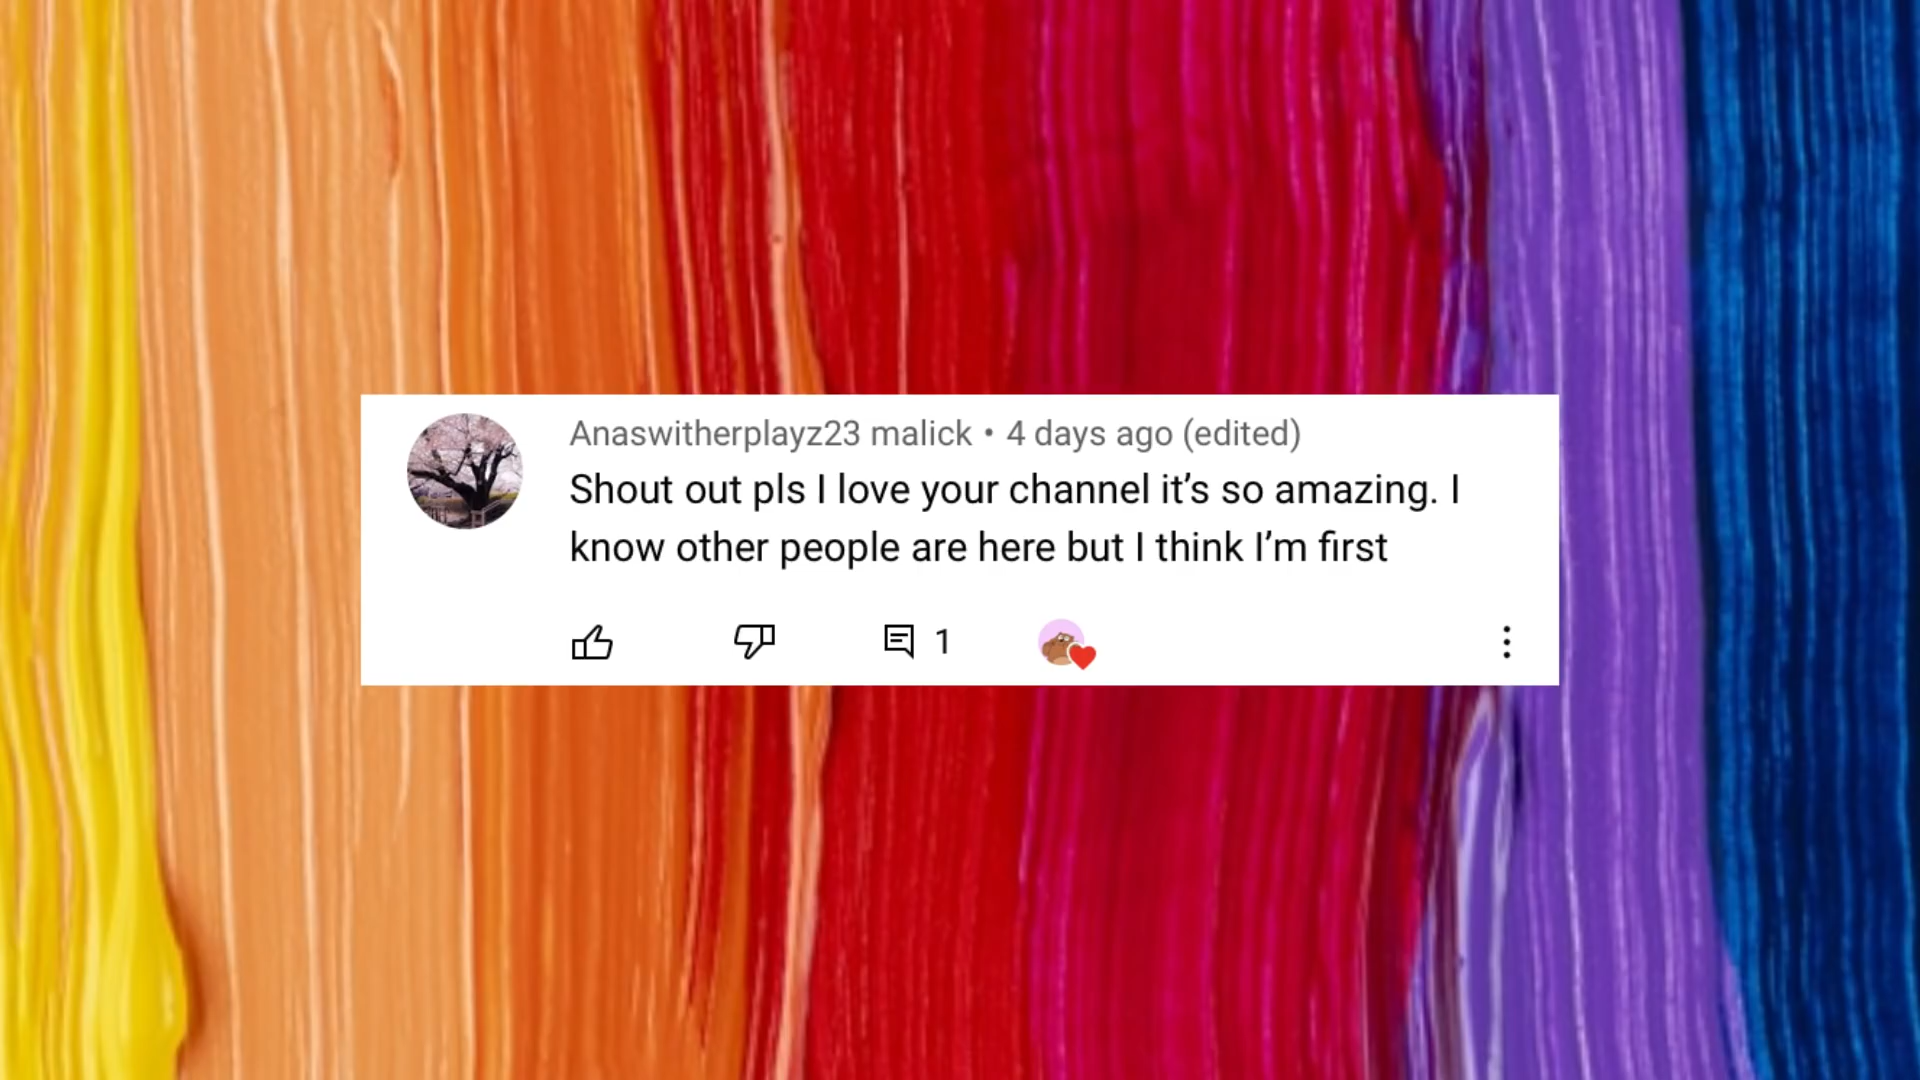 Anaswitherplayz23 malick • 4 days ago (edited)
Shout out pls I love your channel it’s so amazing. I
know other people are here but I think I’m first
1